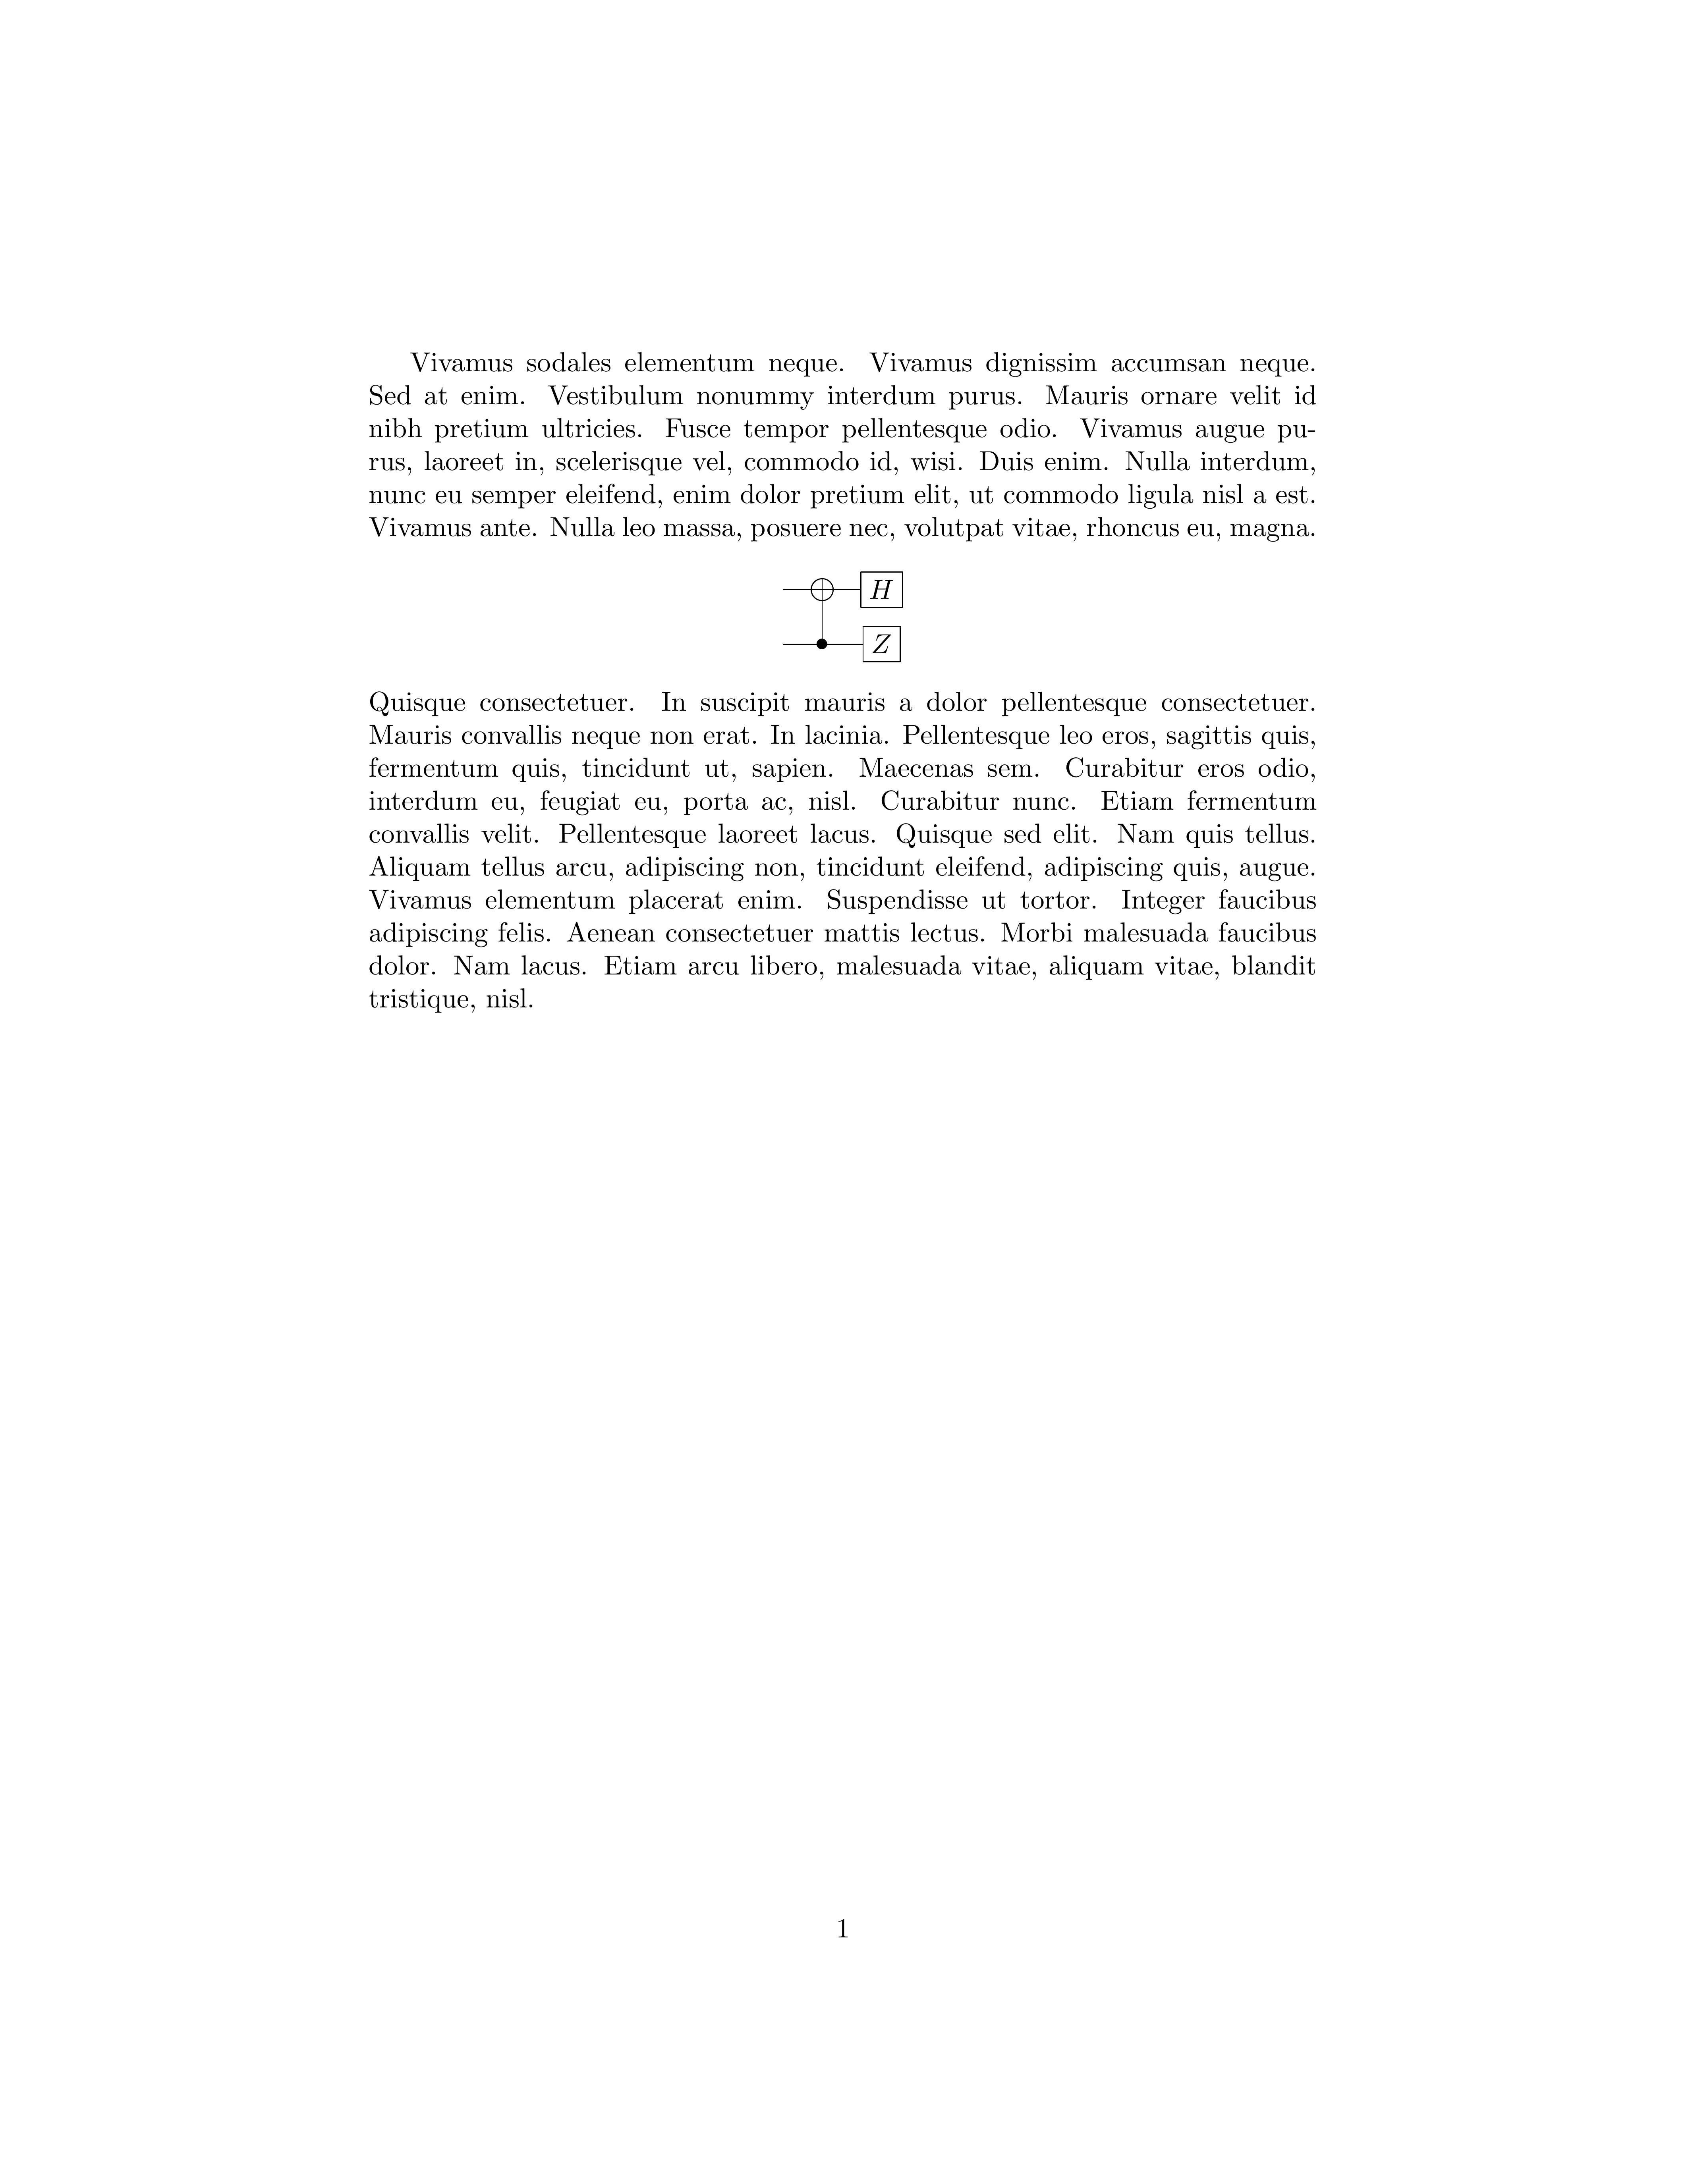 Vivamus sodales elementum neque. Vivamus dignissim accumsan neque.
Sed at enim. Vestibulum nonummy interdum purus. Mauris ornare velit id
nibh pretium ultricies. Fusce tempor pellentesque odio. Vivamus augue pu-
rus, laoreet in, scelerisque vel, commodo id, wisi. Duis enim. Nulla interdum,
nunc eu semper eleifend, enim dolor pretium elit, ut commodo ligula nisl a est.
Vivamus ante. Nulla leo massa, posuere nec, volutpat vitae, rhoncus eu, magna.
H
Z
Quisque consectetuer. In suscipit mauris a dolor pellentesque consectetuer.
Mauris convallis neque non erat. In lacinia. Pellentesque leo eros, sagittis quis,
fermentum quis, tincidunt ut, sapien. Maecenas sem. Curabitur eros odio,
interdum eu, feugiat eu, porta ac, nisl. Curabitur nunc. Etiam fermentum
convallis velit. Pellentesque laoreet lacus. Quisque sed elit. Nam quis tellus.
Aliquam tellus arcu, adipiscing non, tincidunt eleifend, adipiscing quis, augue.
Vivamus elementum placerat enim. Suspendisse ut tortor. Integer faucibus
adipiscing felis. Aenean consectetuer mattis lectus. Morbi malesuada faucibus
dolor. Nam lacus. Etiam arcu libero, malesuada vitae, aliquam vitae, blandit
tristique, nisl.
1